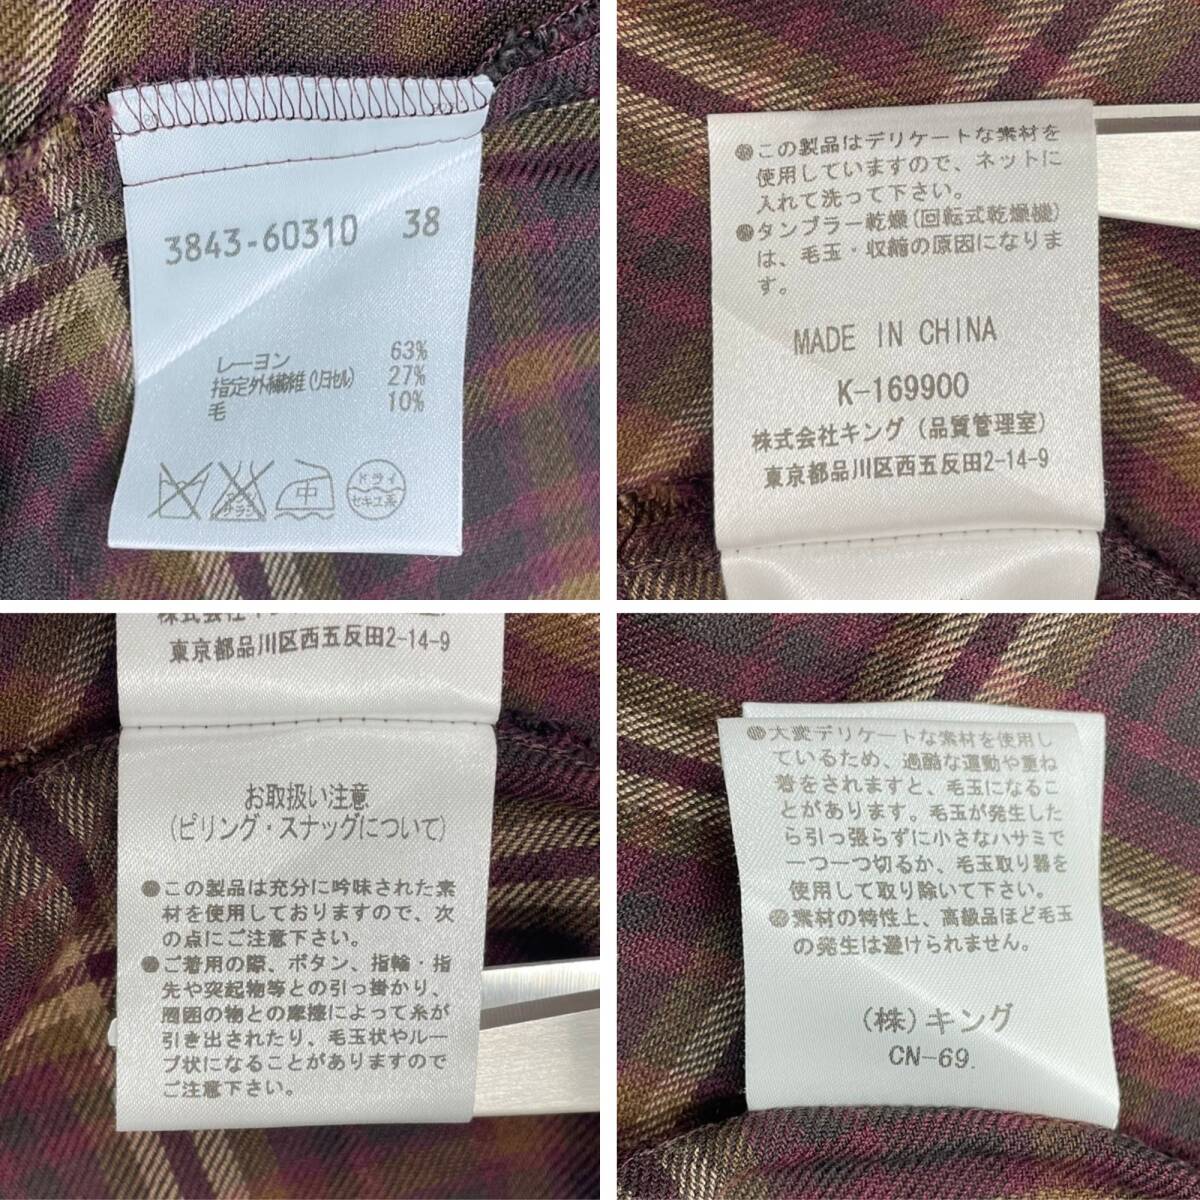 3843-60310 38
レーヨン 63%
指定外繊維(リヨセル) 27%
毛 10%
中
ドライ
セキユ系
●この製品はデリケートな素材を
使用していますので、ネットに
入れて洗って下さい。
●タンブラー乾燥(回転式乾燥機)
は、毛玉・収縮の原因になりま
す。
MADE IN CHINA
K-169900
株式会社キング(品質管理室)
東京都品川区西五反田2-14-9
東京都品川区西五反田2-14-9
お取扱い注意
(ピリング・スナッグについて)
●この製品は充分に吟味された素
材を使用しておりますので、次
の点にご注意下さい。
●ご着用の際、ボタン、指輪・指
先や突起物等との引っ掛かり、
周囲の物との摩擦によって糸が
引き出されたり、毛玉状やルー
プ状になることがありますので
ご注意下さい。
●大変デリケートな素材を使用し
ているため、過酷な運動や重ね
着をされますと、毛玉になるこ
とがあります。毛玉が発生した
ら引っ張らずに小さなハサミで
一つ一つ切るか、毛玉取り器を
使用して取り除いて下さい。
●素材の特性上、高級品ほど毛玉
の発生は避けられません。
(株)キング
CN-69.